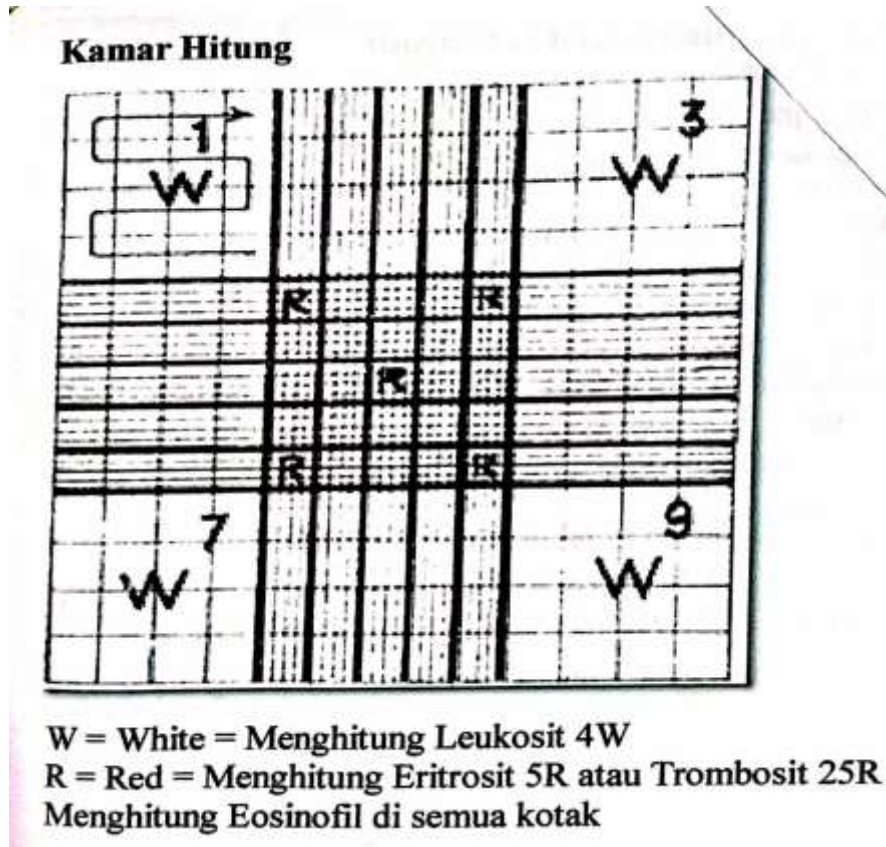 Kamar Hitung
1 3
W W
R R
R
R R
7 9
W W
W = White = Menghitung Leukosit 4W
R = Red = Menghitung Eritrosit 5R atau Trombosit 25R
Menghitung Eosinofil di semua kotak